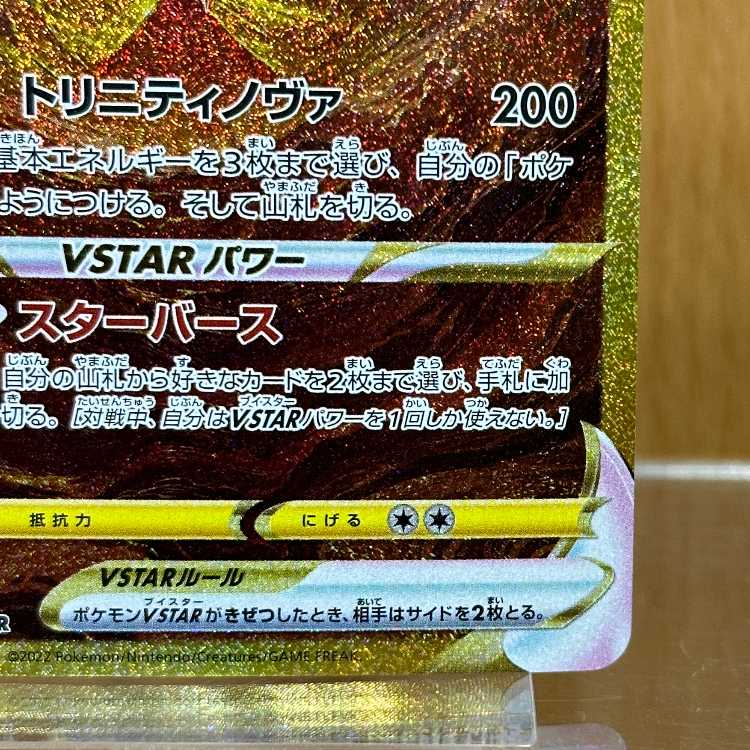 トリニティノヴァ 200
基本エネルギーを3枚まで選び、自分の「ポケ
ようにつける。そして山札を切る。
VSTARパワー
スターバース
自分の山札から好きなカードを2枚まで選び、手札に加
切る。[対戦中、自分はVSTARパワーを1回しか使えない。]
抵抗力 にげる
VSTARルール
ポケモンVSTARがきぜつしたとき、相手はサイドを2枚とる。
R
©2022 Pokémon/Nintendo/Creatures/GAME FREAK.